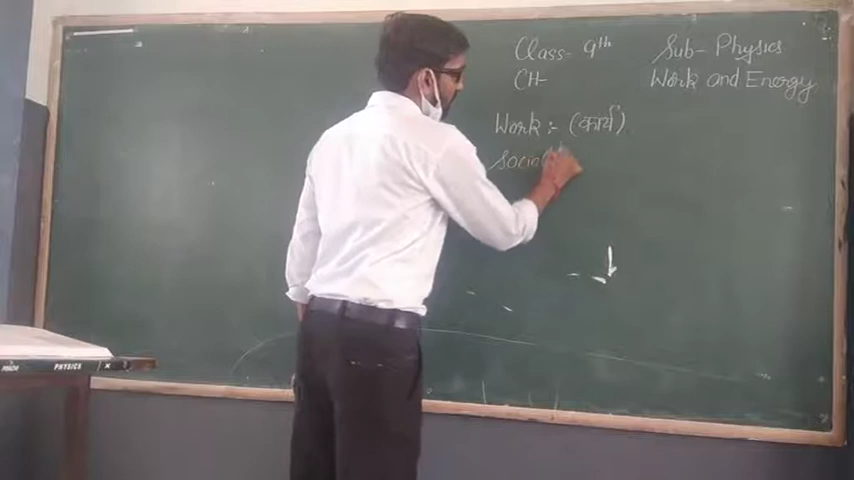 Class- 9th Sub- Physics
CH- Work and Energy
Work :- (कार्य)
PHYSICS